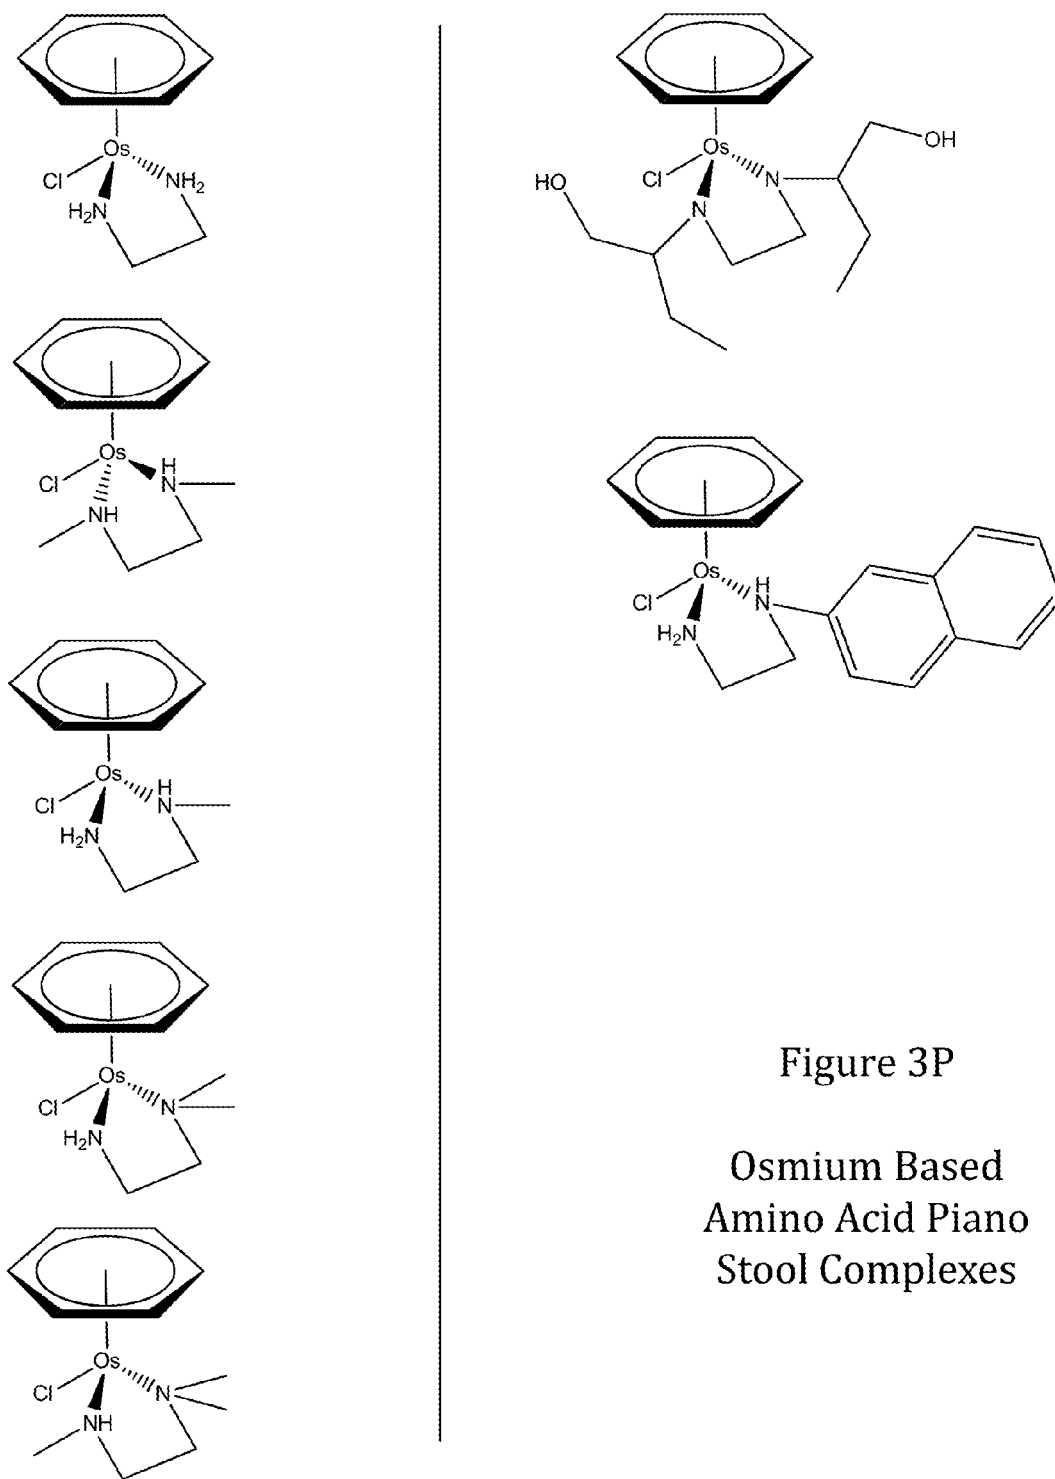 Os
Cl
NH2
H2N
Os
Cl
H
N
NH
Os
Cl
H
N
H2N
Os
Cl
N
H2N
Os
Cl
N
NH
Os
Cl
OH
N
HO
N
Os
Cl
H
N
H2N
Figure 3P
Osmium Based
Amino Acid Piano
Stool Complexes